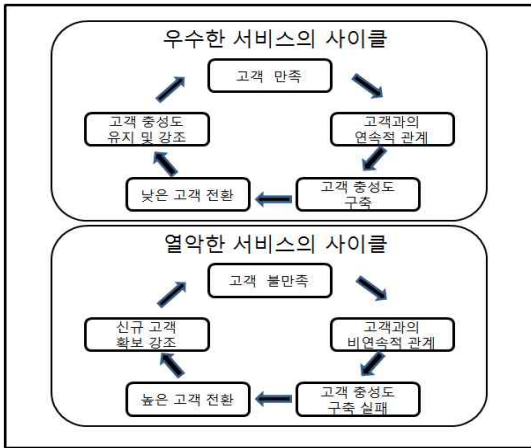 우수한 서비스의 사이클
고객 만족
고객 충성도
유지 및 강조
고객과의
연속적 관계
낮은 고객 전환
고객 충성도
구축
열악한 서비스의 사이클
고객 불만족
신규 고객
확보 강조
고객과의
비연속적 관계
높은 고객 전환
고객 충성도
구축 실패